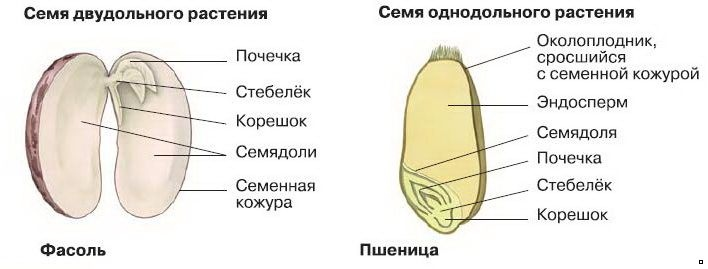 Семя двудольного растения
Почечка
Стебелёк
Корешок
Семядоли
Семенная
кожура
Фасоль
Семя однодольного растения
Околоплодник,
сросшийся
с семенной кожурой
Эндосперм
Семядоля
Почечка
Стебелёк
Корешок
Пшеница